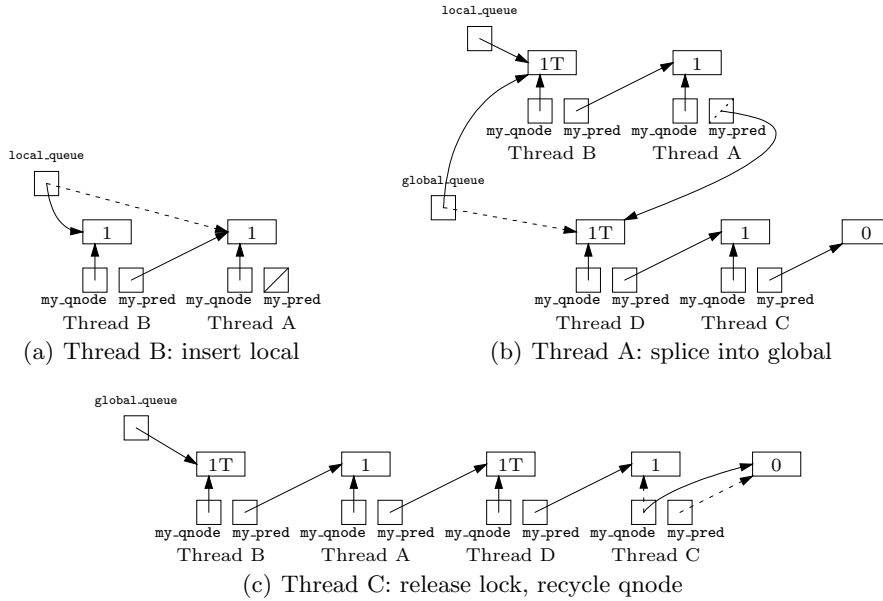 local_queue
1 1
my_qnode my_pred my_qnode my_pred
Thread B Thread A
(a) Thread B: insert local
local_queue
1T 1
my_qnode my_pred my_qnode my_pred
Thread B Thread A
global_queue
1T 1 0
my_qnode my_pred my_qnode my_pred
Thread D Thread C
(b) Thread A: splice into global
global_queue
1T 1 1T 1 0
my_qnode my_pred my_qnode my_pred my_qnode my_pred my_qnode my_pred
Thread B Thread A Thread D Thread C
(c) Thread C: release lock, recycle qnode